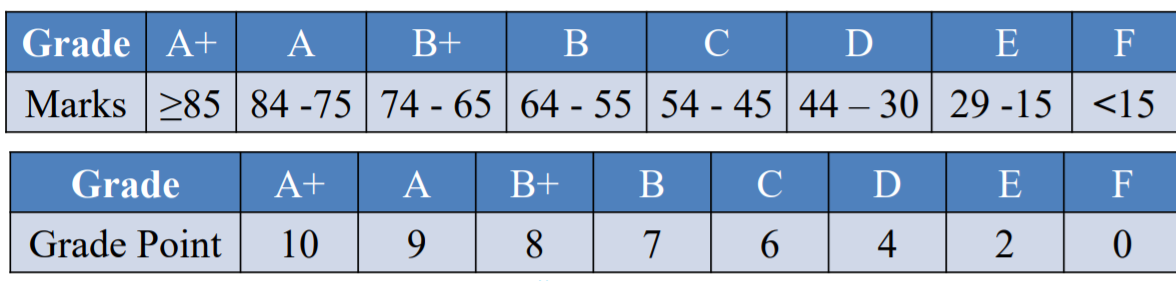 Grade A+ A B+ B C D E F
Marks ≥85 84 -75 74 - 65 64 - 55 54 - 45 44 – 30 29 -15 <15
Grade A+ A B+ B C D E F
Grade Point 10 9 8 7 6 4 2 0